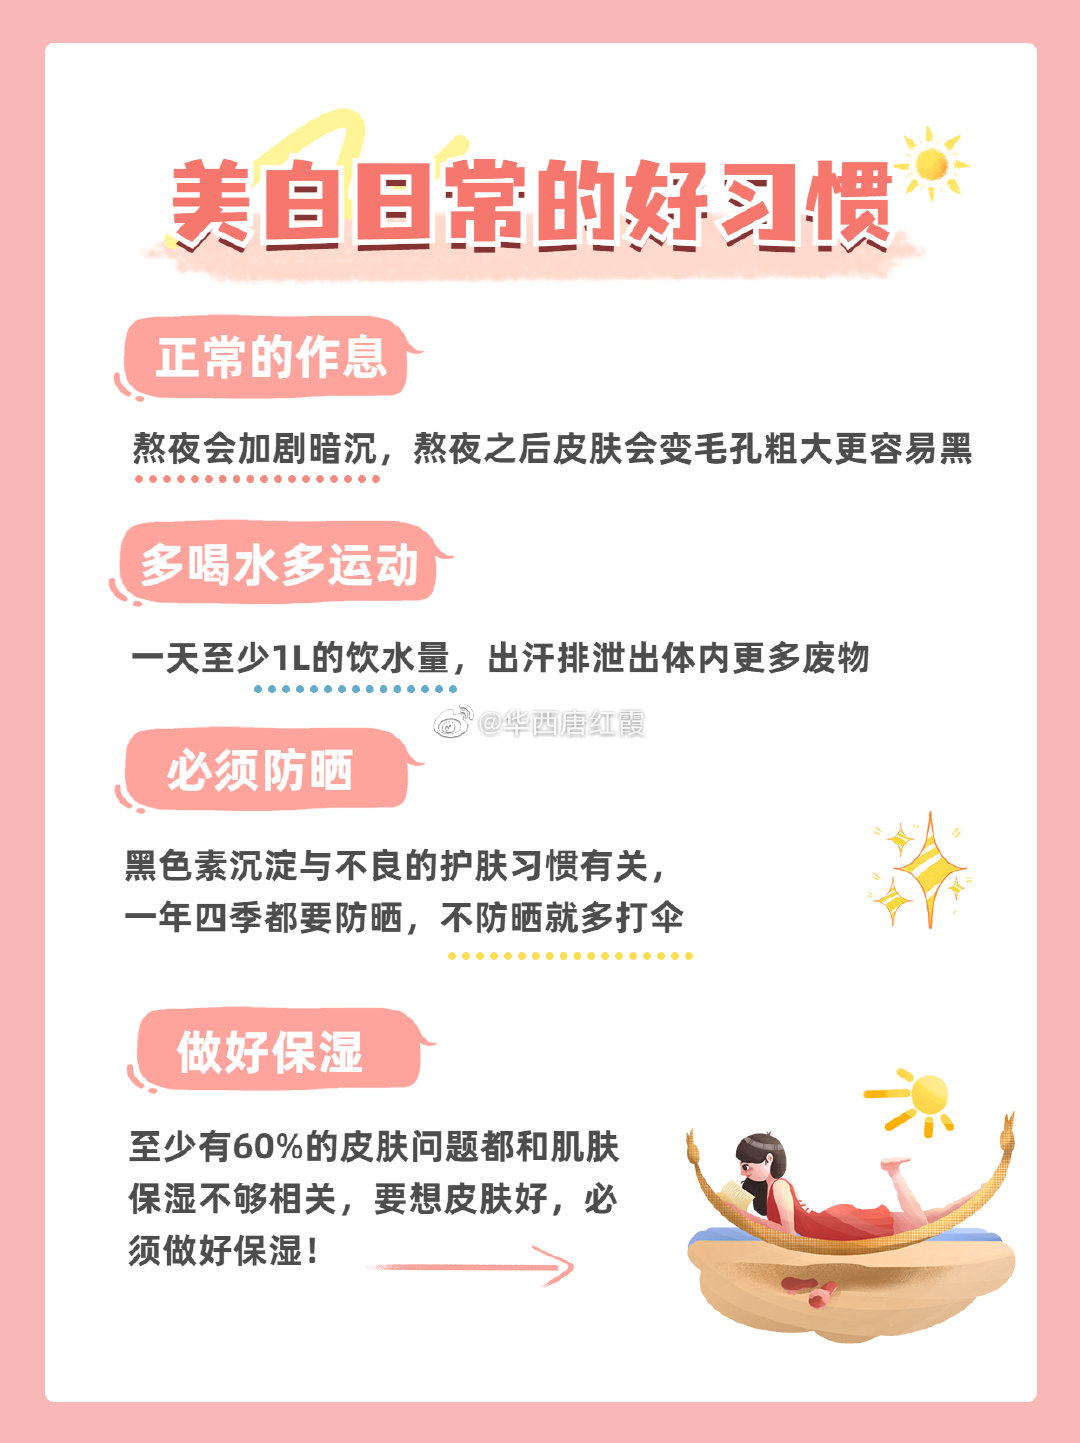 美白日常的好习惯
正常的作息
熬夜会加剧暗沉，熬夜之后皮肤会变毛孔粗大更容易黑
多喝水多运动
一天至少1L的饮水量，出汗排泄出体内更多废物
@华西唐红霞
必须防晒
黑色素沉淀与不良的护肤习惯有关，
一年四季都要防晒，不防晒就多打伞
做好保湿
至少有60%的皮肤问题都和肌肤
保湿不够相关，要想皮肤好，必
须做好保湿！